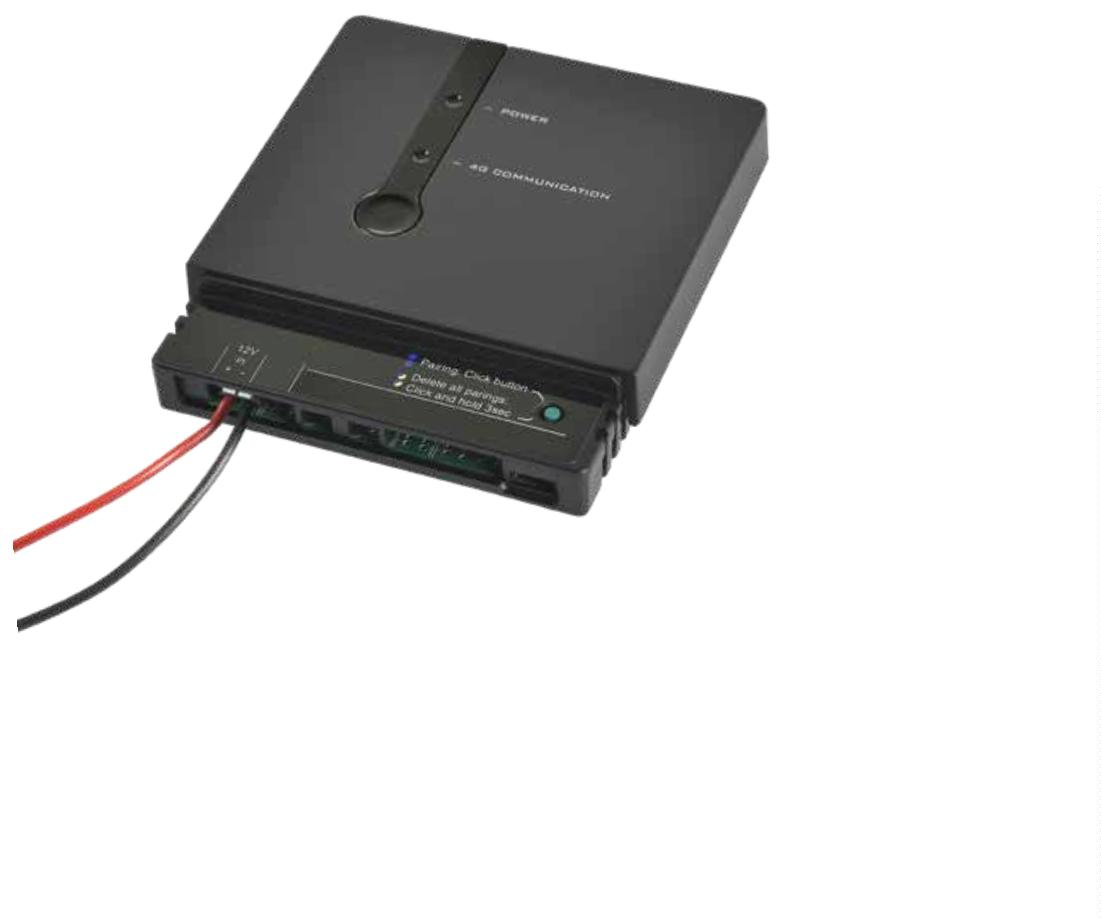 POWER
4G COMMUNICATION
12V
Pairing: Click button
Delete all parings:
Click and hold 3sec